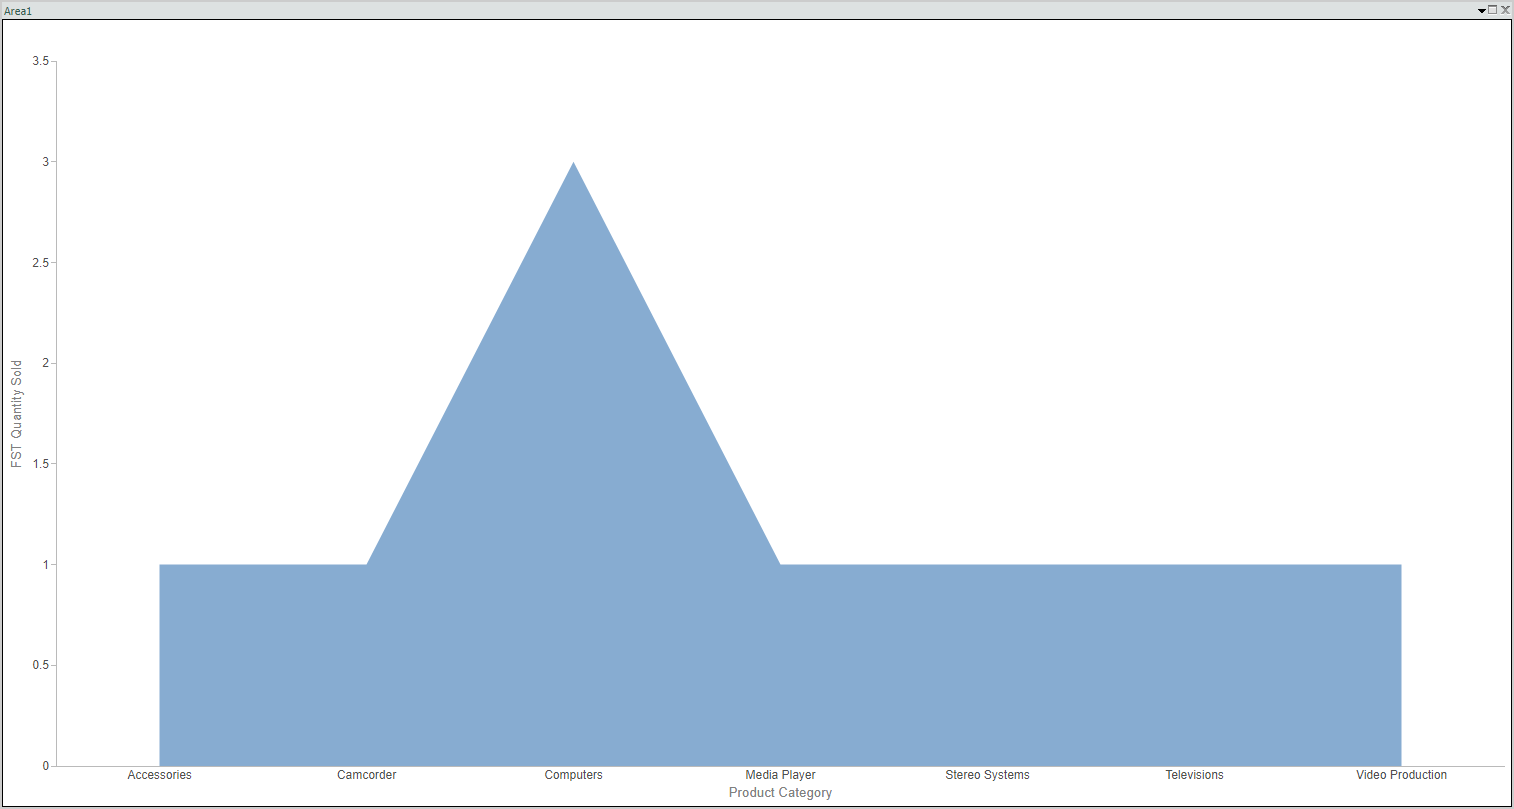 Area1
3.5
3
2.5
2
1.5
1
0.5
0
FST Quantity Sold
Accessories Camcorder Computers Media Player Stereo Systems Televisions Video Production
Product Category